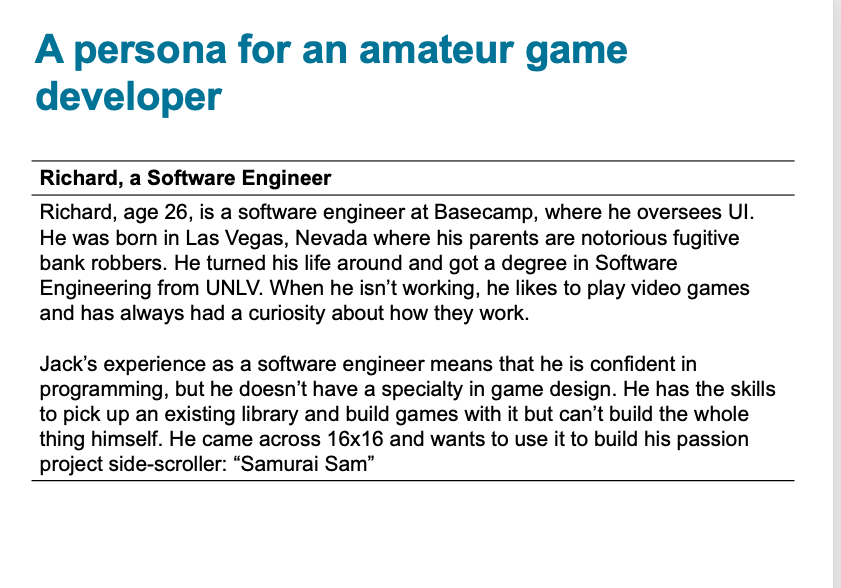 A persona for an amateur game
developer
Richard, a Software Engineer
Richard, age 26, is a software engineer at Basecamp, where he oversees UI.
He was born in Las Vegas, Nevada where his parents are notorious fugitive
bank robbers. He turned his life around and got a degree in Software
Engineering from UNLV. When he isn’t working, he likes to play video games
and has always had a curiosity about how they work.
Jack’s experience as a software engineer means that he is confident in
programming, but he doesn’t have a specialty in game design. He has the skills
to pick up an existing library and build games with it but can’t build the whole
thing himself. He came across 16x16 and wants to use it to build his passion
project side-scroller: “Samurai Sam”